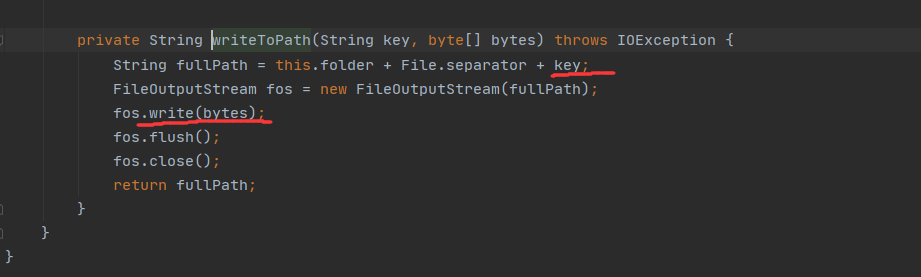 private String writeToPath(String key, byte[] bytes) throws IOException {
String fullPath = this.folder + File.separator + key;
FileOutputStream fos = new FileOutputStream(fullPath);
fos.write(bytes);
fos.flush();
fos.close();
return fullPath;
}
}
}